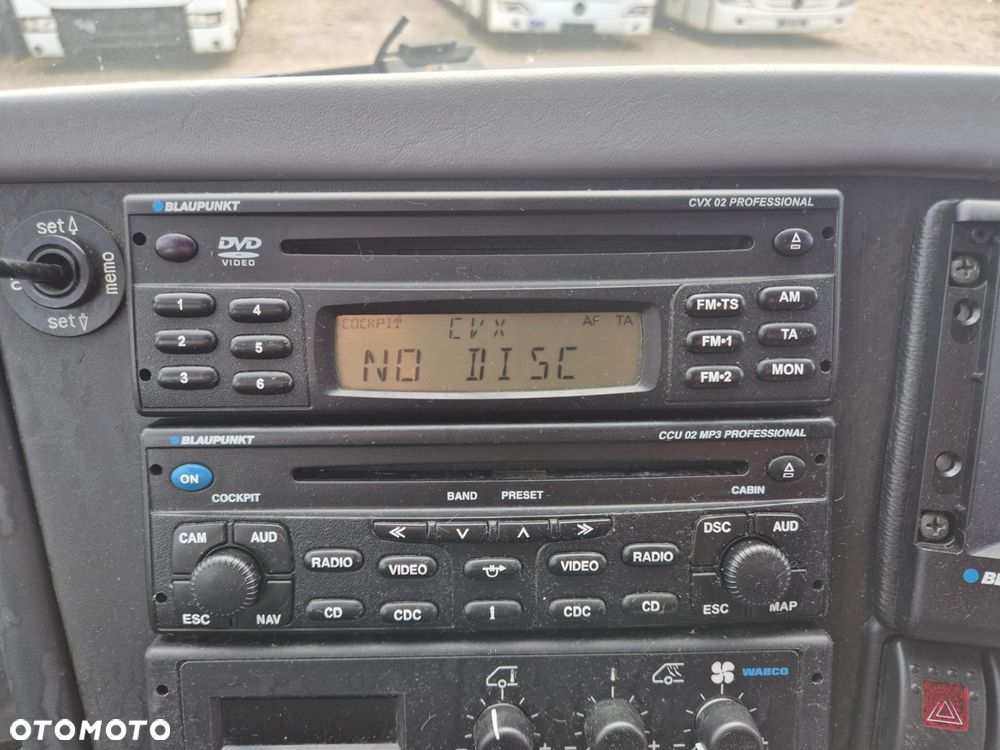 set
memo
set
BLAUPUNKT CVX 02 PROFESSIONAL
DVD
VIDEO
1 4
2 5
3 6
COCKPIT CVX AF TA
NO DISC
FM•TS AM
FM•1 TA
FM•2 MON
BLAUPUNKT CCU 02 MP3 PROFESSIONAL
ON
COCKPIT BAND PRESET CABIN
CAM AUD
RADIO VIDEO
VIDEO RADIO
DSC AUD
ESC NAV
CD CDC
I
CDC CD
ESC MAP
WABCO
OTOMOTO